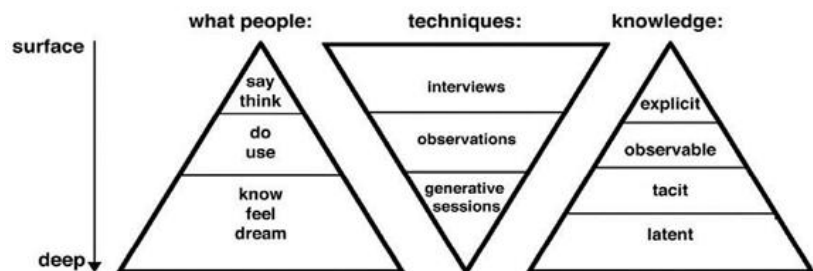 what people:
techniques:
knowledge:
surface
say
think
do
use
know
feel
dream
interviews
observations
generative
sessions
explicit
observable
tacit
latent
deep